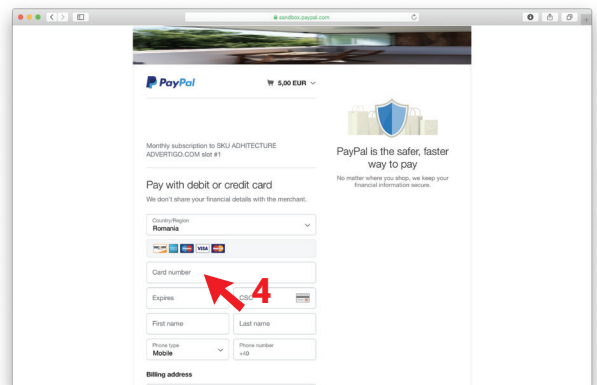 sandbox.paypal.com
PayPal
5,00 EUR
Monthly subscription to SKU ADHITECTURE
ADVERTIGO.COM slot #1
Pay with debit or credit card
We don't share your financial details with the merchant.
Country/Region
Romania
VISA
Card number
Expires
CSC
4
First name
Last name
Phone type
Mobile
Phone number
+40
Billing address
PayPal is the safer, faster
way to pay
No matter where you shop, we keep your
financial information secure.